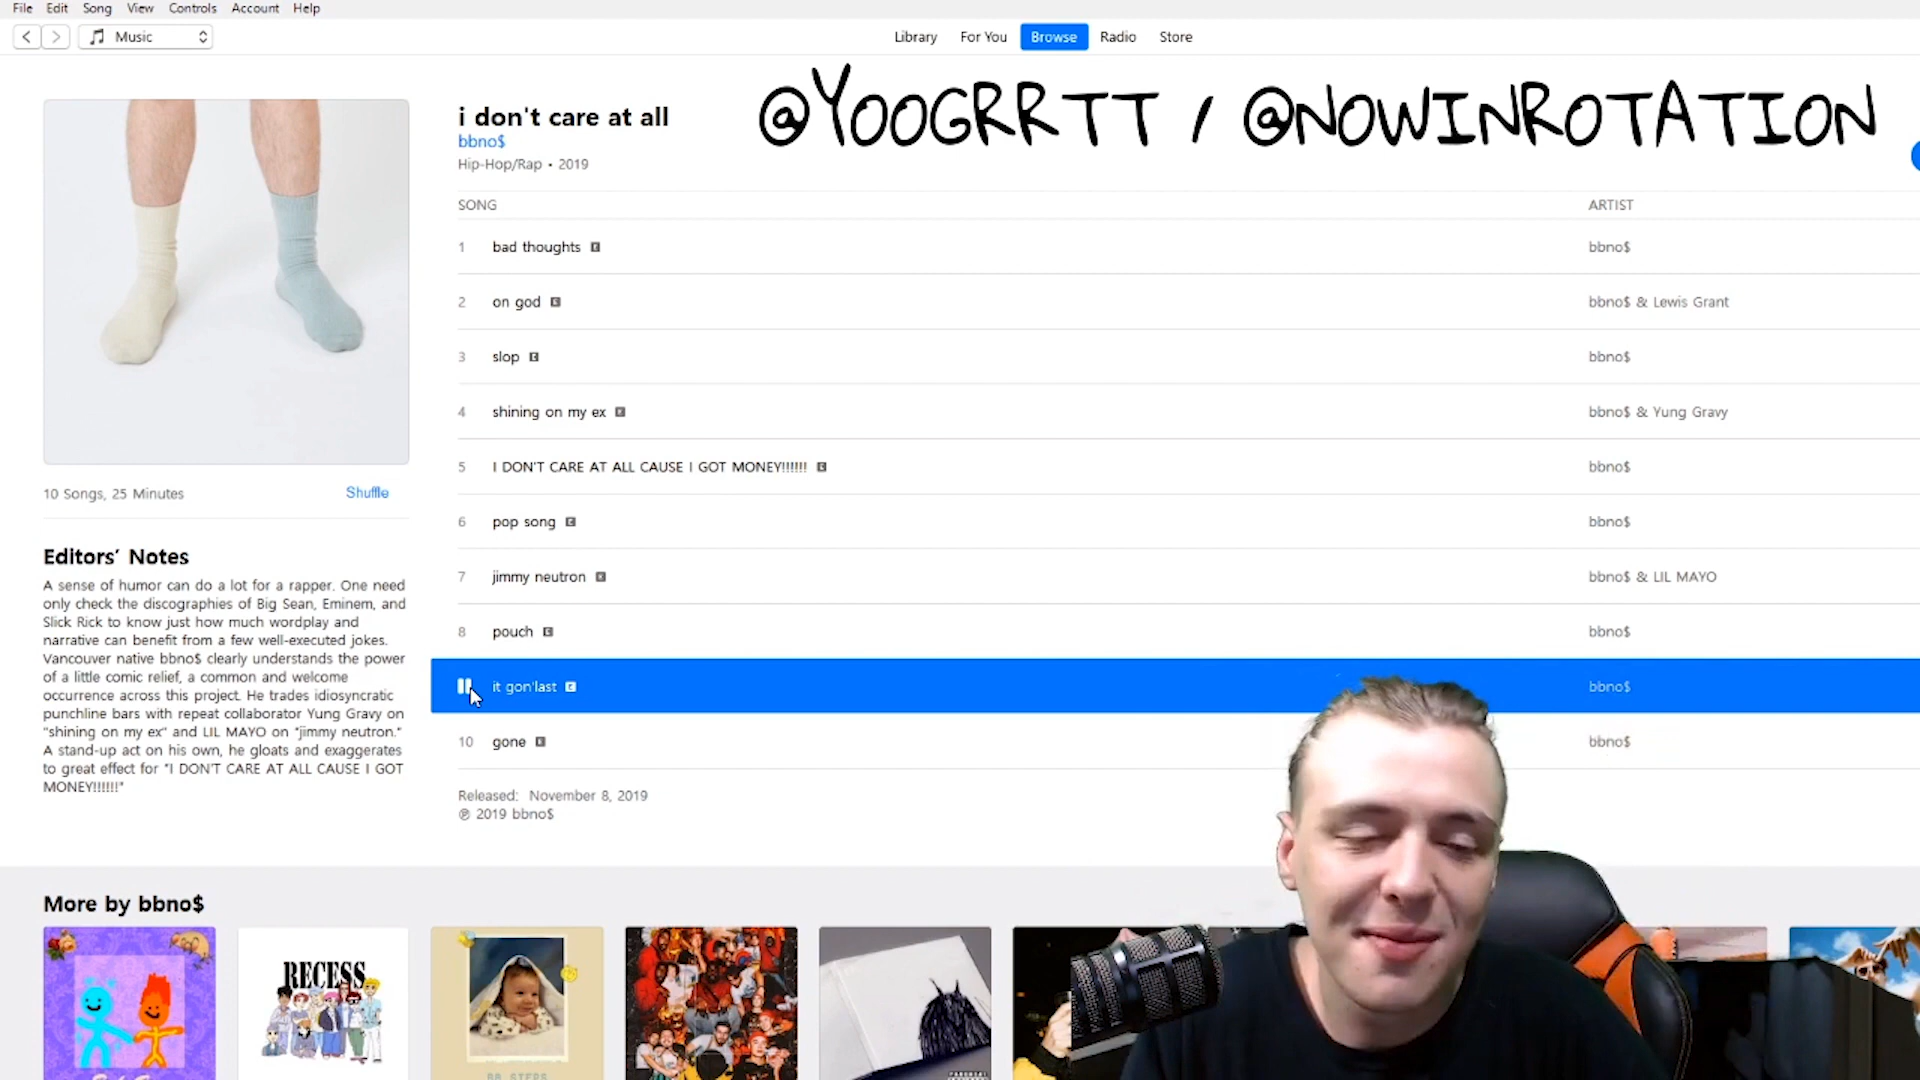 File Edit Song View Controls Account Help
Music
Library For You Browse Radio Store
@YOOGRRTT / @NOWINROTATION
i don't care at all
bbno$
Hip-Hop/Rap • 2019
SONG ARTIST
1 bad thoughts E bbno$
2 on god E bbno$ & Lewis Grant
3 slop E bbno$
4 shining on my ex E bbno$ & Yung Gravy
5 I DON'T CARE AT ALL CAUSE I GOT MONEY!!!!!! E bbno$
6 pop song E bbno$
7 jimmy neutron E bbno$ & LIL MAYO
8 pouch E bbno$
it gon'last E bbno$
10 gone E bbno$
Released: November 8, 2019
℗ 2019 bbno$
10 Songs, 25 Minutes Shuffle
Editors' Notes
A sense of humor can do a lot for a rapper. One need
only check the discographies of Big Sean, Eminem, and
Slick Rick to know just how much wordplay and
narrative can benefit from a few well-executed jokes.
Vancouver native bbno$ clearly understands the power
of a little comic relief, a common and welcome
occurrence across this project. He trades idiosyncratic
punchline bars with repeat collaborator Yung Gravy on
"shining on my ex" and LIL MAYO on "jimmy neutron."
A stand-up act on his own, he gloats and exaggerates
to great effect for "I DON'T CARE AT ALL CAUSE I GOT
MONEY!!!!!!"
More by bbno$
RECESS